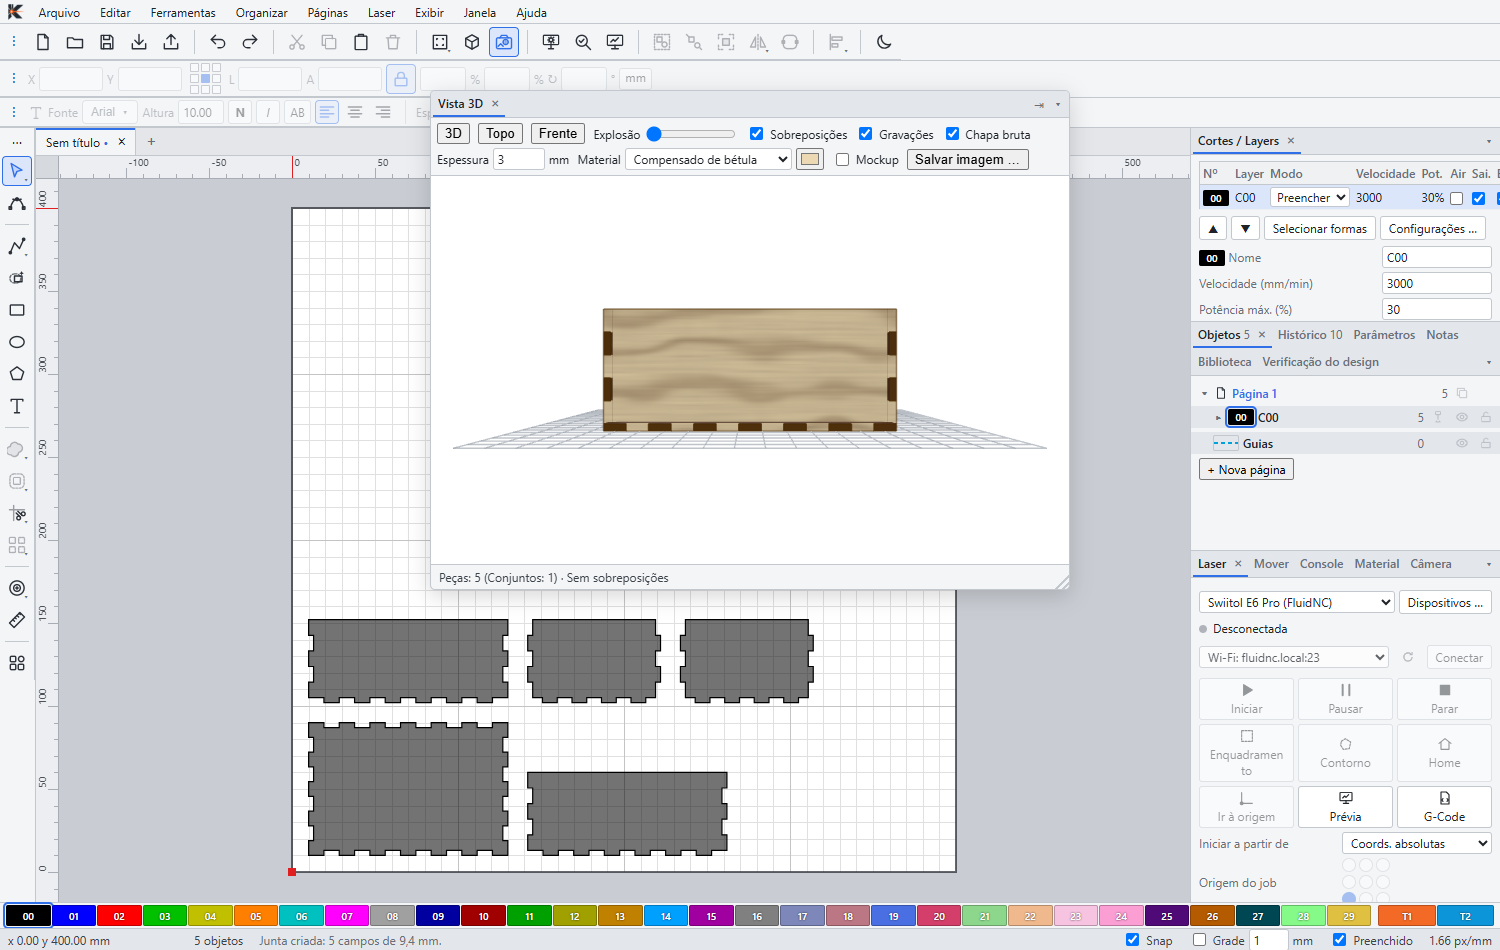 Arquivo Editar Ferramentas Organizar Páginas Laser Exibir Janela Ajuda
X Y L A % % ° mm
Fonte Arial Altura 10.00 N I AB
Vista 3D
3D Topo Frente Explosão Sobreposições Gravações Chapa bruta
Espessura 3 mm Material Compensado de bétula Mockup Salvar imagem ...
Sem título •
-100 -50 0 50 500
400
350
300
250
200
150
100
50
0
Peças: 5 (Conjuntos: 1) · Sem sobreposições
Cortes / Layers
Nº Layer Modo Velocidade Pot. Air Sai.
00 C00 Preencher 3000 30%
Selecionar formas Configurações ...
00 Nome C00
Velocidade (mm/min) 3000
Potência máx. (%) 30
Objetos 5 Histórico 10 Parâmetros Notas
Biblioteca Verificação do design
Página 1 5
00 C00 5
Guias 0
+ Nova página
Laser Mover Console Material Câmera
Swiitol E6 Pro (FluidNC) Dispositivos ...
Desconectada
Wi-Fi: fluidnc.local:23 Conectar
Iniciar Pausar Parar
Enquadramen
to Contorno Home
Ir à origem Prévia G-Code
Iniciar a partir de Coords. absolutas
Origem do job
00 01 02 03 04 05 06 07 08 09 10 11 12 13 14 15 16 17 18 19 20 21 22 23 24 25 26 27 28 29 T1 T2
x 0.00 y 400.00 mm 5 objetos Junta criada: 5 campos de 9,4 mm. Snap Grade 1 mm Preenchido 1.66 px/mm